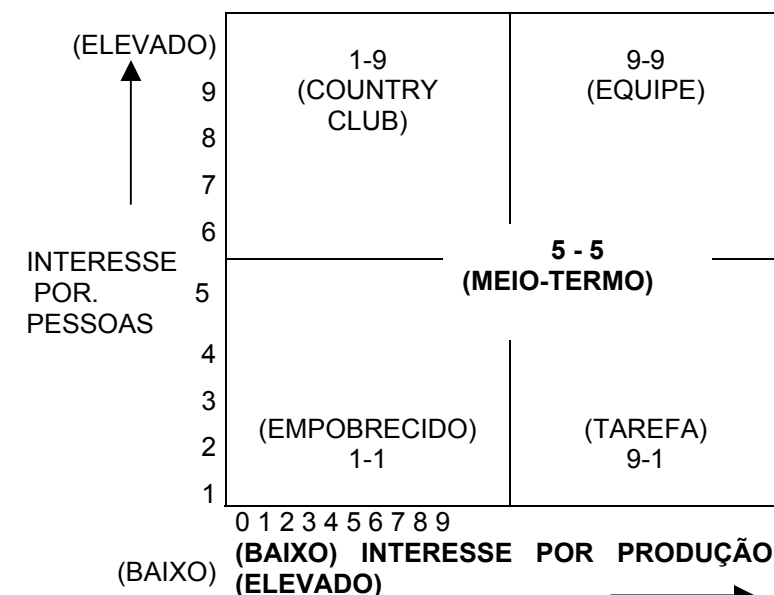 (ELEVADO)
1-9
(COUNTRY
CLUB)
9-9
(EQUIPE)
9
8
7
6
INTERESSE
POR.
PESSOAS
5
5 - 5
(MEIO-TERMO)
4
3
2
1
(EMPOBRECIDO)
1-1
(TAREFA)
9-1
0 1 2 3 4 5 6 7 8 9
(BAIXO)
(BAIXO) INTERESSE POR PRODUÇÃO
(ELEVADO)